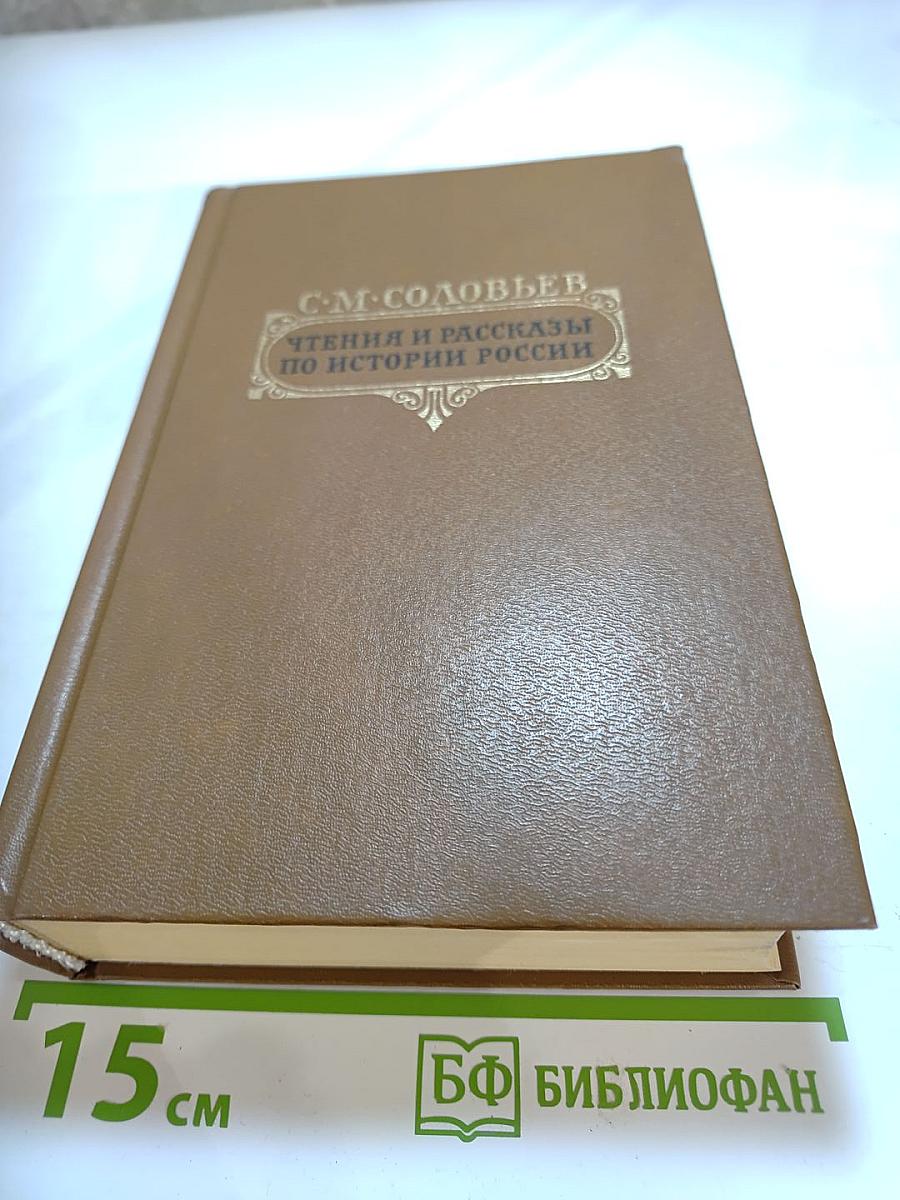 С·М·СОЛОВЬЕВ
ЧТЕНИЯ И РАССКАЗЫ
ПО ИСТОРИИ РОССИИ
15 СМ
БФ БИБЛИОФАН